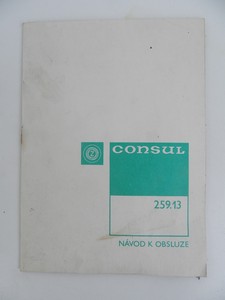 consul
259.13
NÁVOD K OBSLUZE